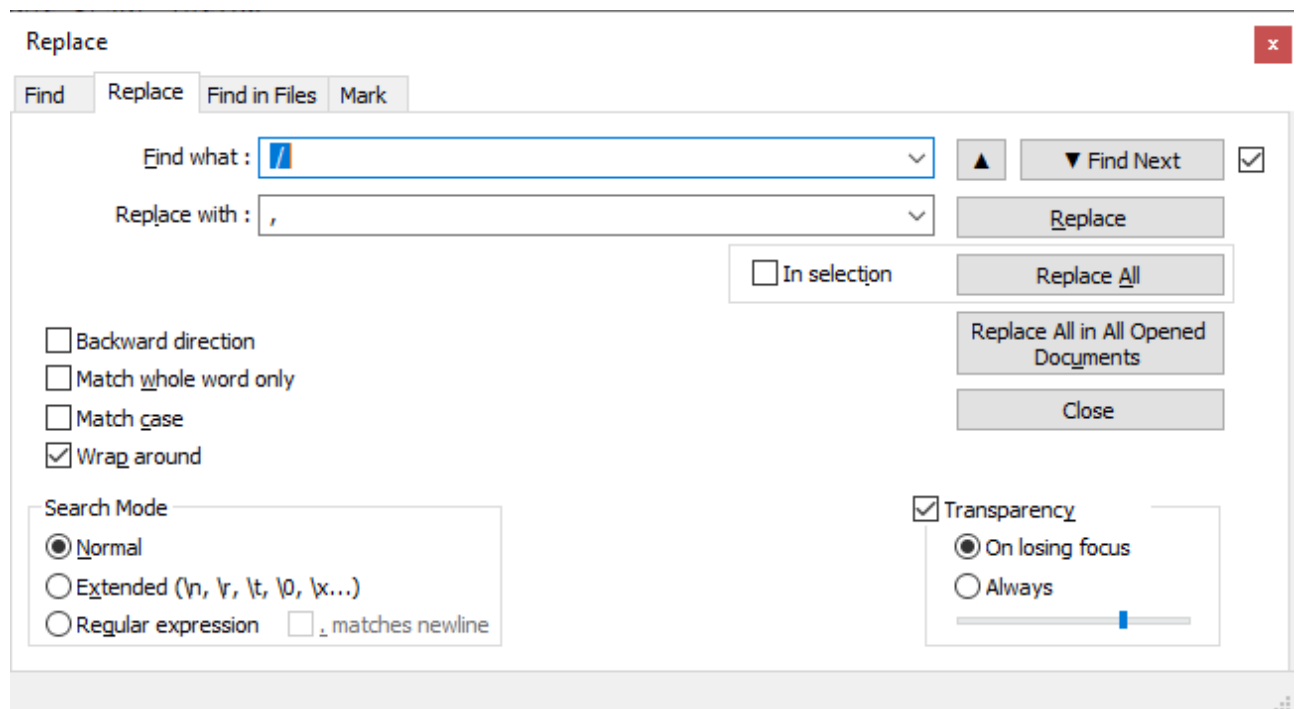 Replace
x
Find Replace Find in Files Mark
Find what : / ▲ ▼ Find Next
Replace with : , Replace
In selection Replace All
Replace All in All Opened
Documents
Backward direction
Match whole word only
Match case Close
Wrap around
Search Mode
Normal
Extended (\n, \r, \t, \0, \x...)
Regular expression . matches newline
Transparency
On losing focus
Always